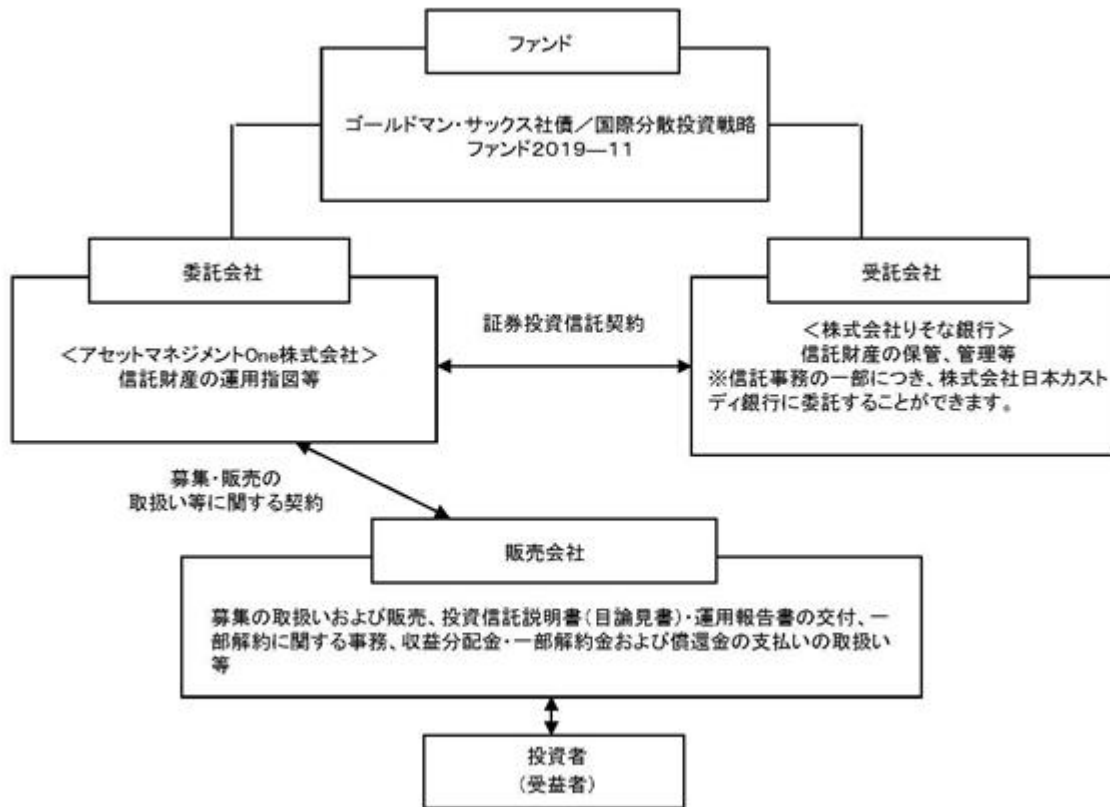 ファンド
ゴールドマン・サックス社債／国際分散投資戦略
ファンド2019―11
委託会社
＜アセットマネジメントOne株式会社＞
信託財産の運用指図等
証券投資信託契約
受託会社
＜株式会社りそな銀行＞
信託財産の保管、管理等
※信託事務の一部につき、株式会社日本カスト
ディ銀行に委託することができます。
募集・販売の
取扱い等に関する契約
販売会社
募集の取扱いおよび販売、投資信託説明書（目論見書）・運用報告書の交付、一
部解約に関する事務、収益分配金・一部解約金および償還金の支払いの取扱い
等
投資者
（受益者）